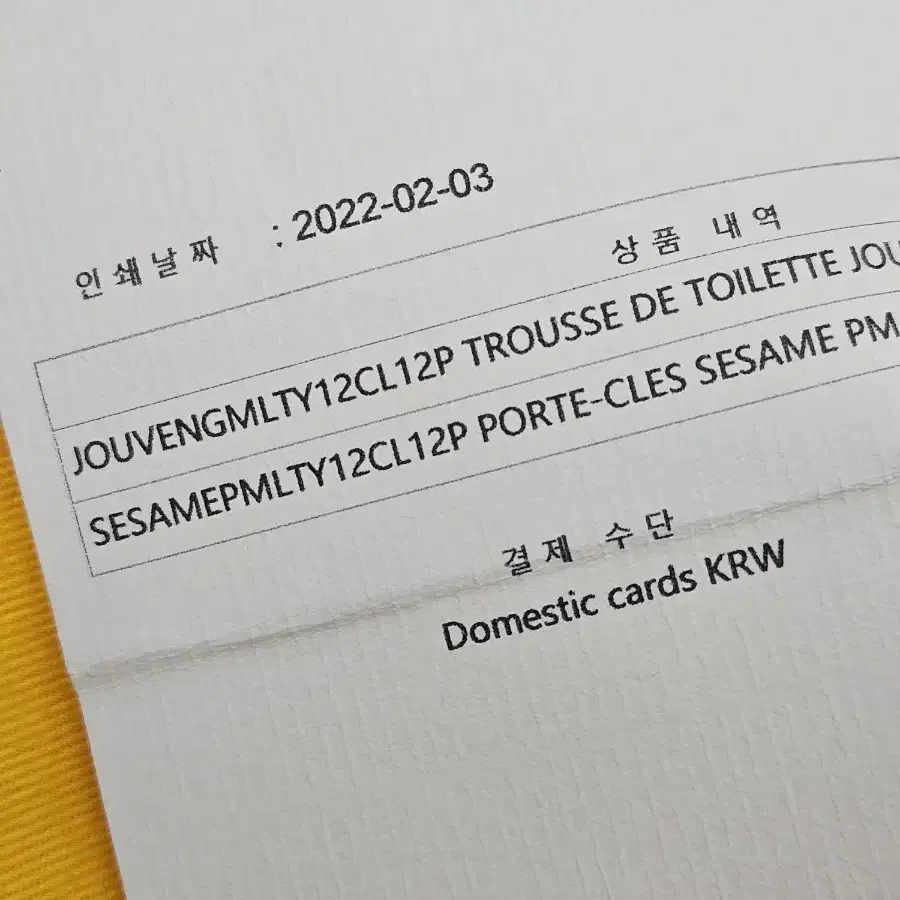 인쇄날짜 : 2022-02-03
상품 내역
JOUVENGMLTY12CL12P TROUSSE DE TOILETTE
SESAMEPMLTY12CL12P PORTE-CLES SESAME PM
결제 수단
Domestic cards KRW